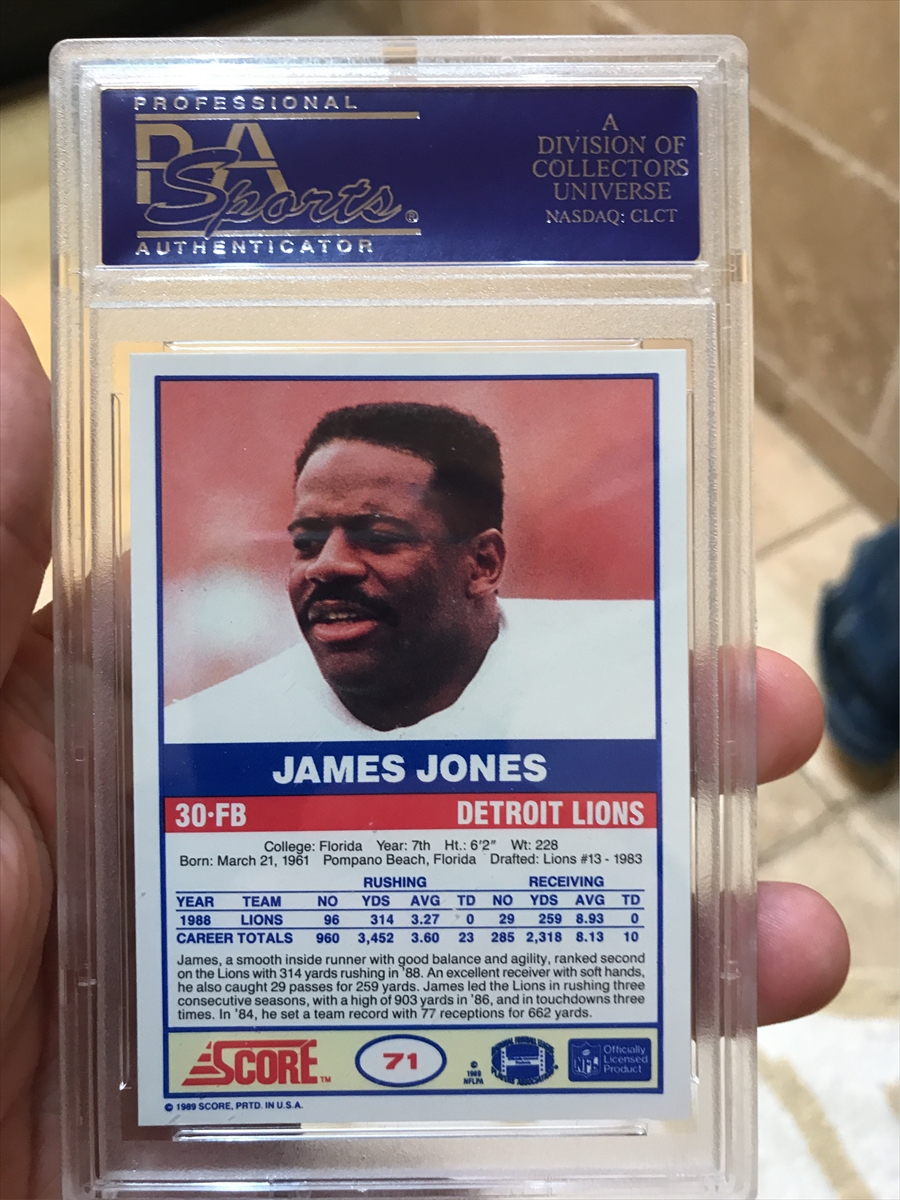 PROFESSIONAL
PSA
Sports®
AUTHENTICATOR
A
DIVISION OF
COLLECTORS
UNIVERSE
NASDAQ: CLCT
JAMES JONES
30·FB DETROIT LIONS
College: Florida Year: 7th Ht.: 6'2" Wt: 228
Born: March 21, 1961 Pompano Beach, Florida Drafted: Lions #13 - 1983
RUSHING RECEIVING
YEAR TEAM NO YDS AVG TD NO YDS AVG TD
1988 LIONS 96 314 3.27 0 29 259 8.93 0
CAREER TOTALS 960 3,452 3.60 23 285 2,318 8.13 10
James, a smooth inside runner with good balance and agility, ranked second
on the Lions with 314 yards rushing in '88. An excellent receiver with soft hands,
he also caught 29 passes for 259 yards. James led the Lions in rushing three
consecutive seasons, with a high of 903 yards in '86, and in touchdowns three
times. In '84, he set a team record with 77 receptions for 662 yards.
SCORE™
71
©
1989
NFLPA
NFL
Officially
Licensed
Product
© 1989 SCORE, PRTD. IN U.S.A.